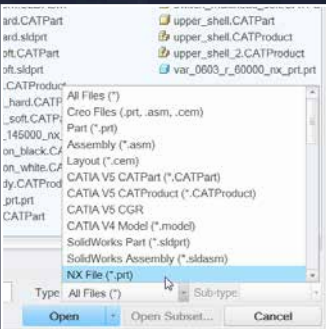 ard.CATPart
upper_shell.CATPart
ard.sldprt
upper_shell.CATProduct
oft.CATPart
upper_shell_2.CATProduct
oft.sldprt
var_0603_r_60000_nx_prt.prt
.CATProduct
_hard.CATP
_soft.CATPa
_145000_nx_
on_black.CA
on_white.CA
dy.CATProd
_prt.prt
CATPart
All Files (*)
Creo Files (.prt, .asm, .cem)
Part (*.prt)
Assembly (*.asm)
Layout (*.cem)
CATIA V5 CATPart (*.CATPart)
CATIA V5 CATProduct (*.CATProduct)
CATIA V5 CGR
CATIA V4 Model (*.model)
SolidWorks Part (*.sldprt)
SolidWorks Assembly (*.sldasm)
NX File (*.prt)
Type All Files (*) Sub-type
Open Open Subset... Cancel